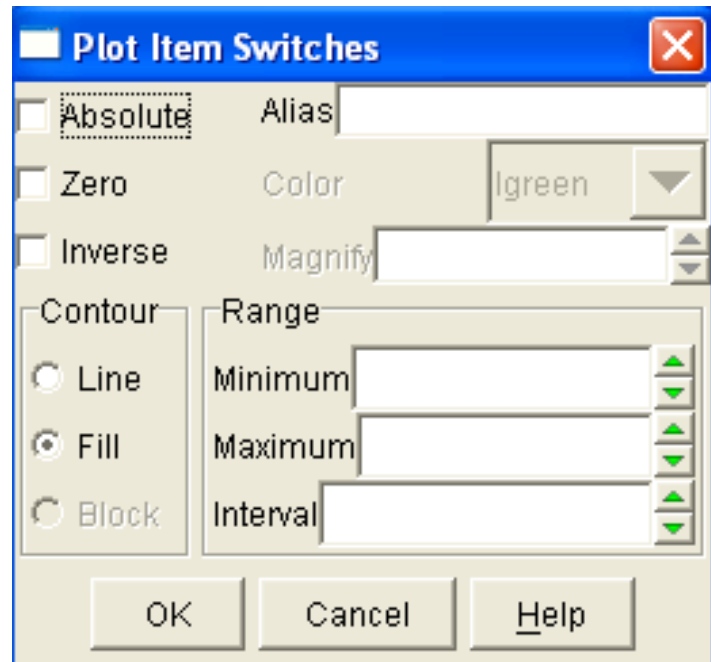 Plot Item Switches
Absolute Alias
Zero Color lgreen
Inverse Magnify
Contour Range
Line Minimum
Fill Maximum
Block Interval
OK Cancel Help